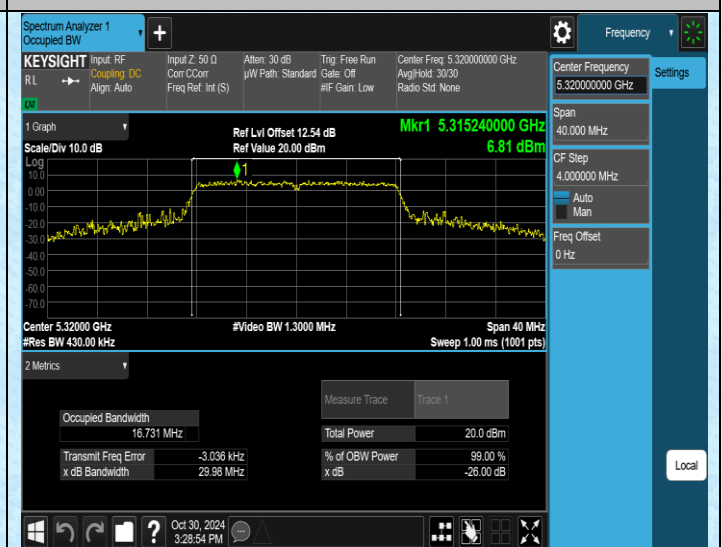 Spectrum Analyzer 1
Occupied BW
+
Frequency
KEYSIGHT
RL
Input: RF
Coupling: DC
Align: Auto
Input Z: 50 Ω
Corr CCorr
Freq Ref: Int (S)
Atten: 30 dB
µW Path: Standard
Trig: Free Run
Gate: Off
#IF Gain: Low
Center Freq: 5.320000000 GHz
Avg|Hold: 30/30
Radio Std: None
LXI
Center Frequency
5.320000000 GHz
Settings
Span
40.000 MHz
CF Step
4.000000 MHz
Auto
Man
Freq Offset
0 Hz
Local
1 Graph
Scale/Div 10.0 dB
Ref Lvl Offset 12.54 dB
Ref Value 20.00 dBm
Mkr1 5.315240000 GHz
6.81 dBm
Log
10.0
0.00
-10.0
-20.0
-30.0
-40.0
-50.0
-60.0
-70.0
1
Center 5.32000 GHz
#Res BW 430.00 kHz
#Video BW 1.3000 MHz
Span 40 MHz
Sweep 1.00 ms (1001 pts)
2 Metrics
Measure Trace Trace 1
Occupied Bandwidth
16.731 MHz
Total Power 20.0 dBm
Transmit Freq Error -3.036 kHz
% of OBW Power 99.00 %
x dB Bandwidth 29.98 MHz
x dB -26.00 dB
?
Oct 30, 2024
3:28:54 PM